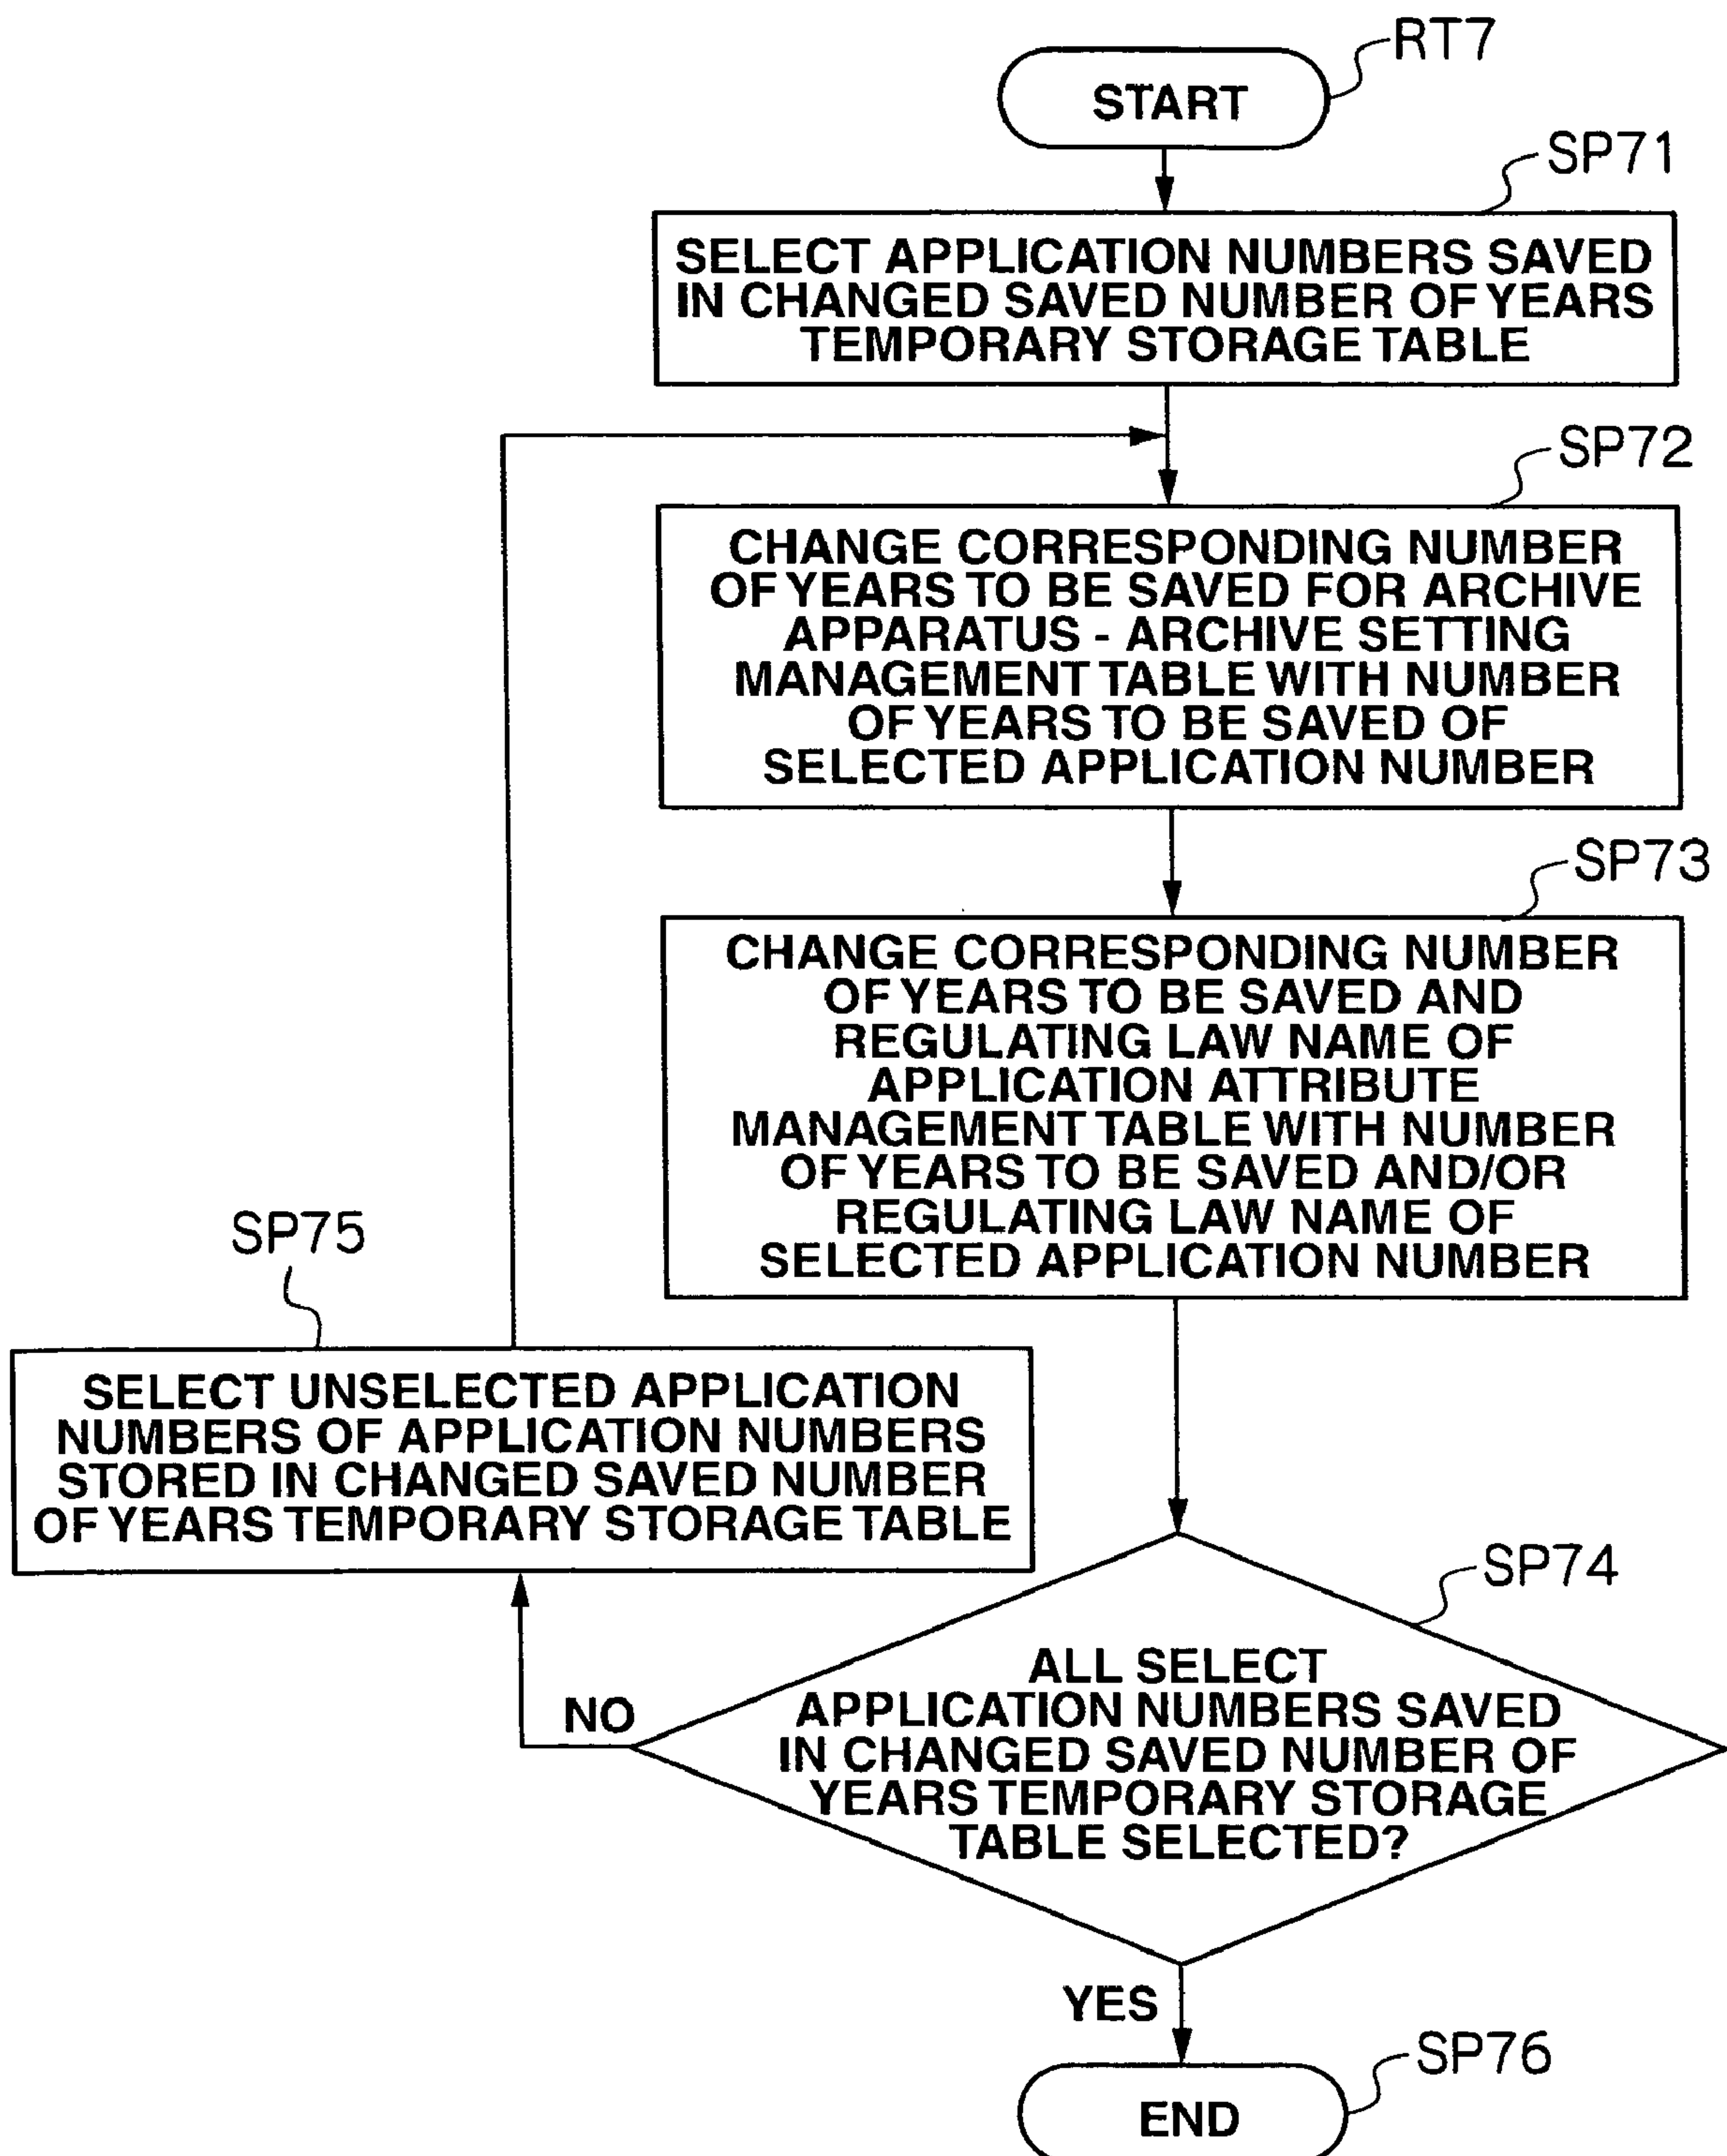 RT7
START
SP71
SELECT APPLICATION NUMBERS SAVED
IN CHANGED SAVED NUMBER OF YEARS
TEMPORARY STORAGE TABLE
SP72
CHANGE CORRESPONDING NUMBER
OF YEARS TO BE SAVED FOR ARCHIVE
APPARATUS - ARCHIVE SETTING
MANAGEMENT TABLE WITH NUMBER
OF YEARS TO BE SAVED OF
SELECTED APPLICATION NUMBER
SP73
CHANGE CORRESPONDING NUMBER
OF YEARS TO BE SAVED AND
REGULATING LAW NAME OF
APPLICATION ATTRIBUTE
MANAGEMENT TABLE WITH NUMBER
OF YEARS TO BE SAVED AND/OR
REGULATING LAW NAME OF
SELECTED APPLICATION NUMBER
SP75
SELECT UNSELECTED APPLICATION
NUMBERS OF APPLICATION NUMBERS
STORED IN CHANGED SAVED NUMBER
OF YEARS TEMPORARY STORAGE TABLE
SP74
ALL SELECT
APPLICATION NUMBERS SAVED
IN CHANGED SAVED NUMBER OF
YEARS TEMPORARY STORAGE
TABLE SELECTED?
NO
YES
SP76
END